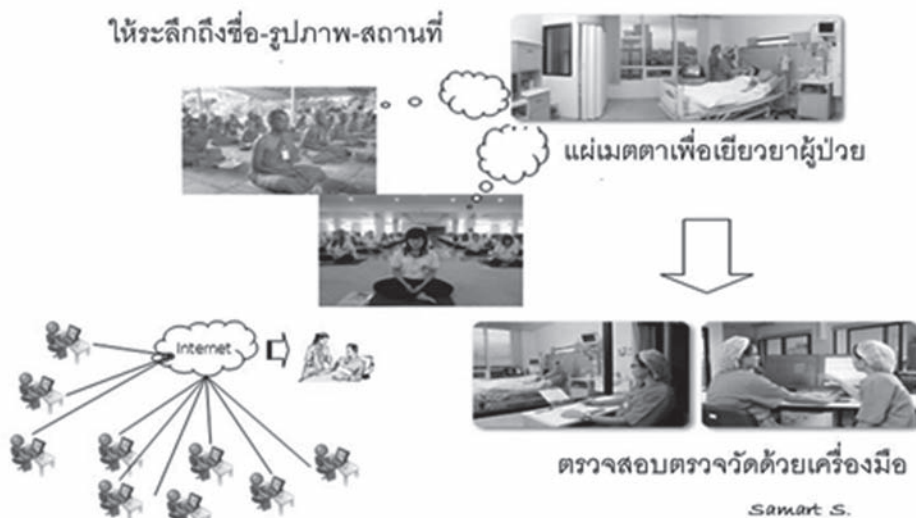 ให้ระลึกถึงชื่อ-รูปภาพ-สถานที่
แผ่เมตตาเพื่อเยียวยาผู้ป่วย
Internet
ตรวจสอบตรวจวัดด้วยเครื่องมือ
Samart S.